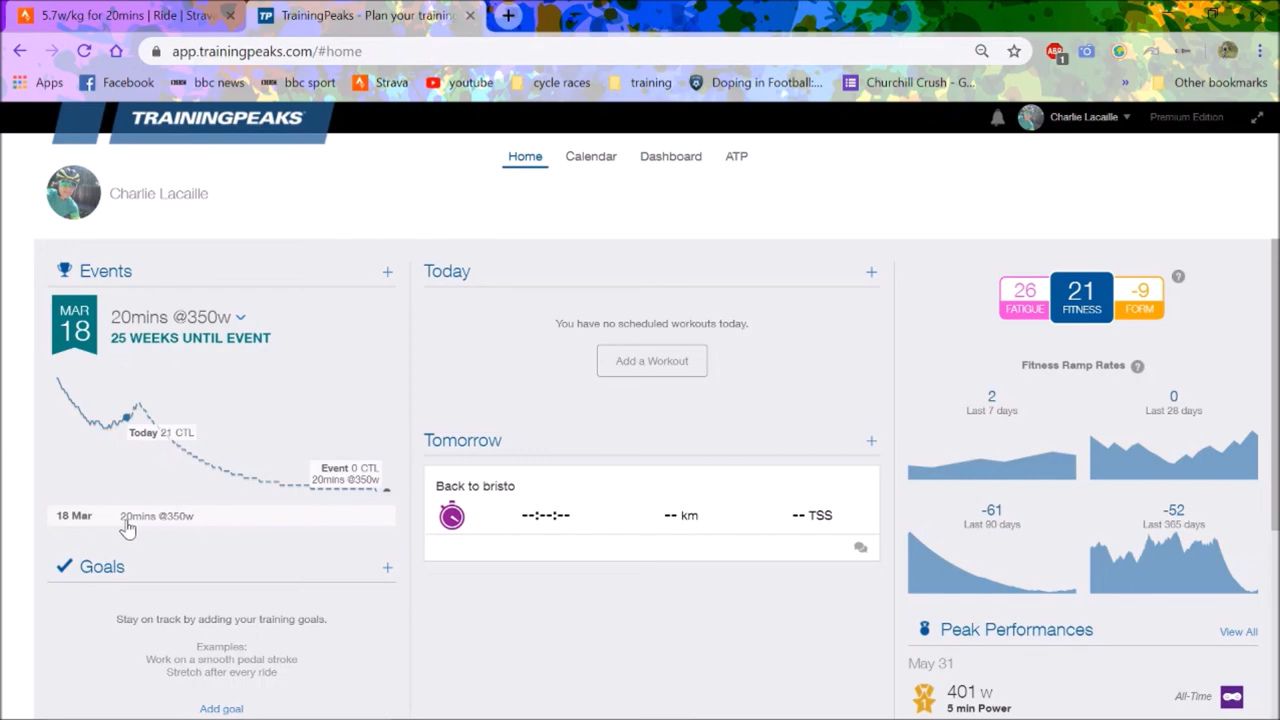 5.7w/kg for 20mins | Ride | Strava
TP TrainingPeaks - Plan your training
app.trainingpeaks.com/#home
ABP
1
Apps Facebook bbc news bbc sport Strava youtube cycle races training Doping in Football:... Churchill Crush - G... » Other bookmarks
TRAININGPEAKS
Charlie Lacaille Premium Edition
Home Calendar Dashboard ATP
Charlie Lacaille
Events
MAR
18
20mins @350w
25 WEEKS UNTIL EVENT
Today 21 CTL
Event 0 CTL
20mins @350w
18 Mar 20mins @350w
Goals
Stay on track by adding your training goals.
Examples:
Work on a smooth pedal stroke
Stretch after every ride
Add goal
Today
You have no scheduled workouts today.
Add a Workout
Tomorrow
Back to bristo
--:--:-- -- km -- TSS
26
FATIGUE
21
FITNESS
-9
FORM
Fitness Ramp Rates
2
Last 7 days
0
Last 28 days
-61
Last 90 days
-52
Last 365 days
Peak Performances View All
May 31
401 W
5 min Power
All-Time
1